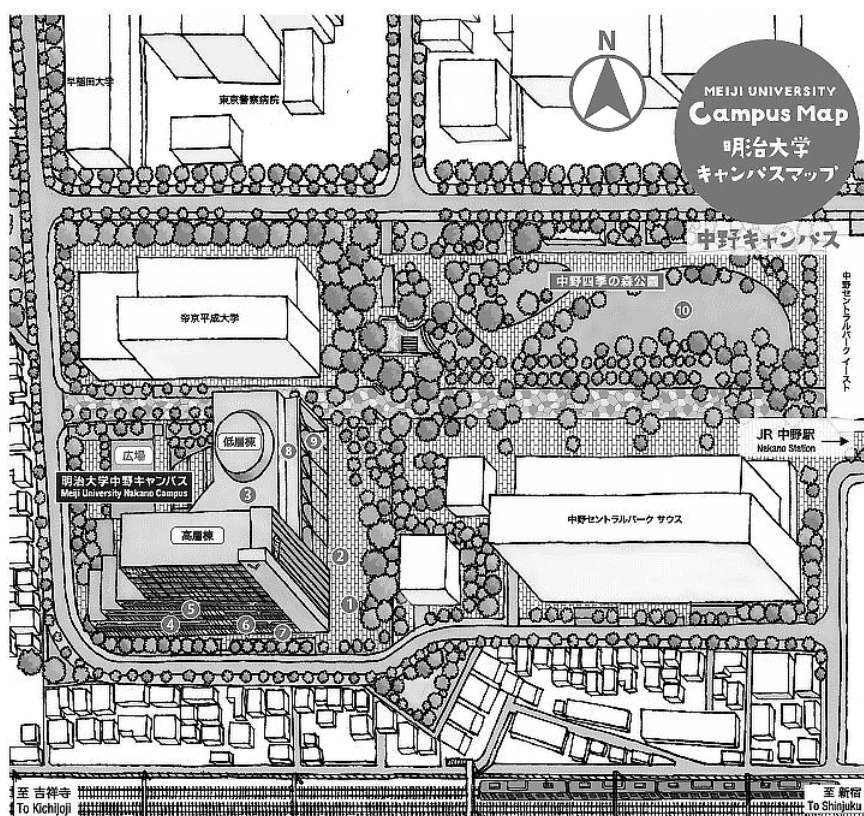 早稲田大学
東京警察病院
N
MEIJI UNIVERSITY
Campus Map
明治大学
キャンパスマップ
中野キャンパス
中野四季の森公園
10
中野セントラルパーク イースト
帝京平成大学
低層棟
8
9
広場
明治大学中野キャンパス
Meiji University Nakano Campus
3
高層棟
JR 中野駅
Nakano Station
中野セントラルパーク サウス
2
1
5
4
6
7
至 吉祥寺
To Kichijoji
至 新宿
To Shinjuku